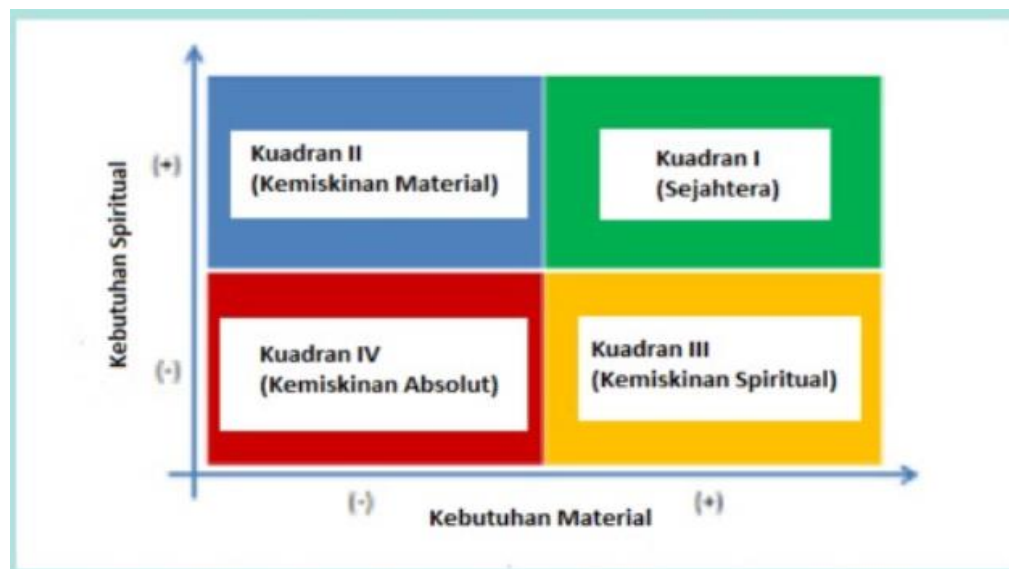 Kuadran II
(Kemiskinan Material)
Kuadran I
(Sejahtera)
(+)
Kebutuhan Spiritual
Kuadran IV
(Kemiskinan Absolut)
Kuadran III
(Kemiskinan Spiritual)
(-)
(-)
(+)
Kebutuhan Material